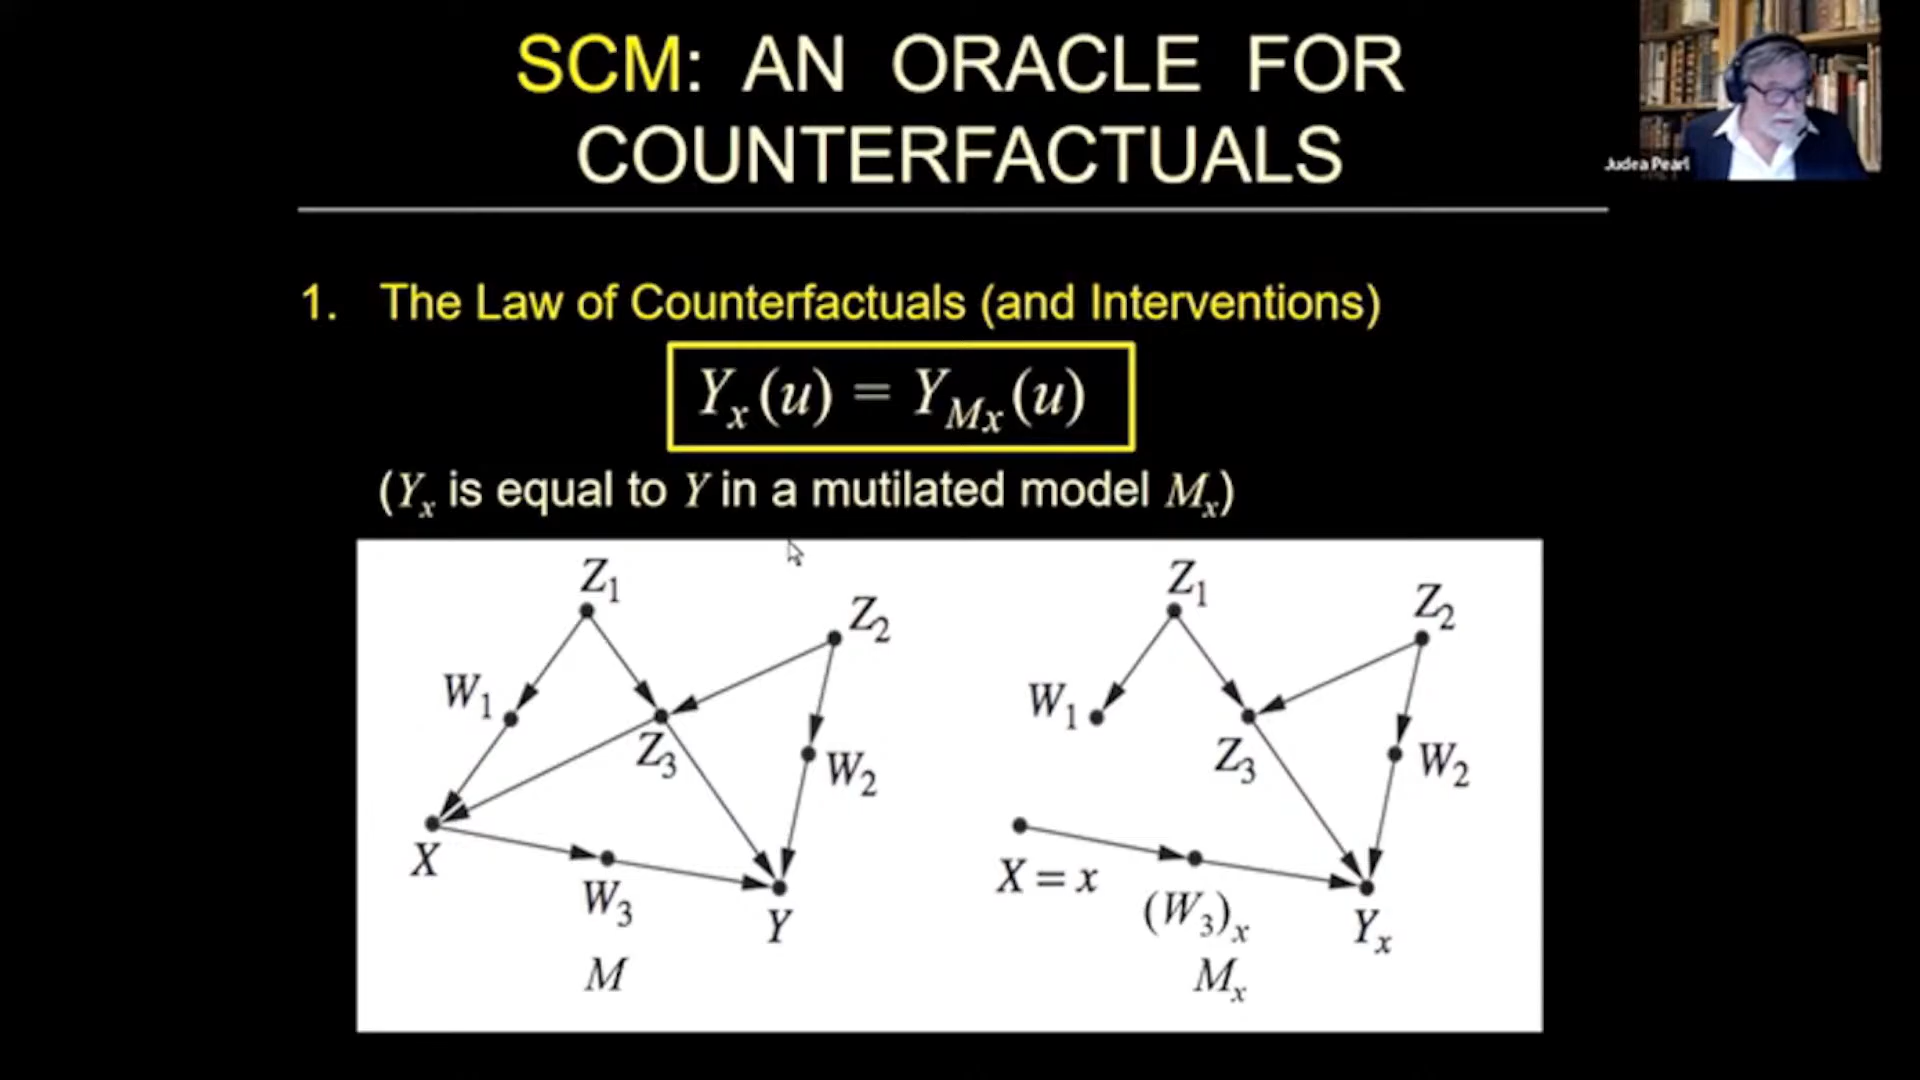 SCM: AN ORACLE FOR
COUNTERFACTUALS
Judea Pearl
1. The Law of Counterfactuals (and Interventions)
Yₓ(u) = Y_Mx(u)
(Yₓ is equal to Y in a mutilated model Mₓ)
Z₁
Z₂
W₁
Z₃
W₂
X
W₃
Y
M
Z₁
Z₂
W₁
Z₃
W₂
X = x
(W₃)ₓ
Yₓ
Mₓ